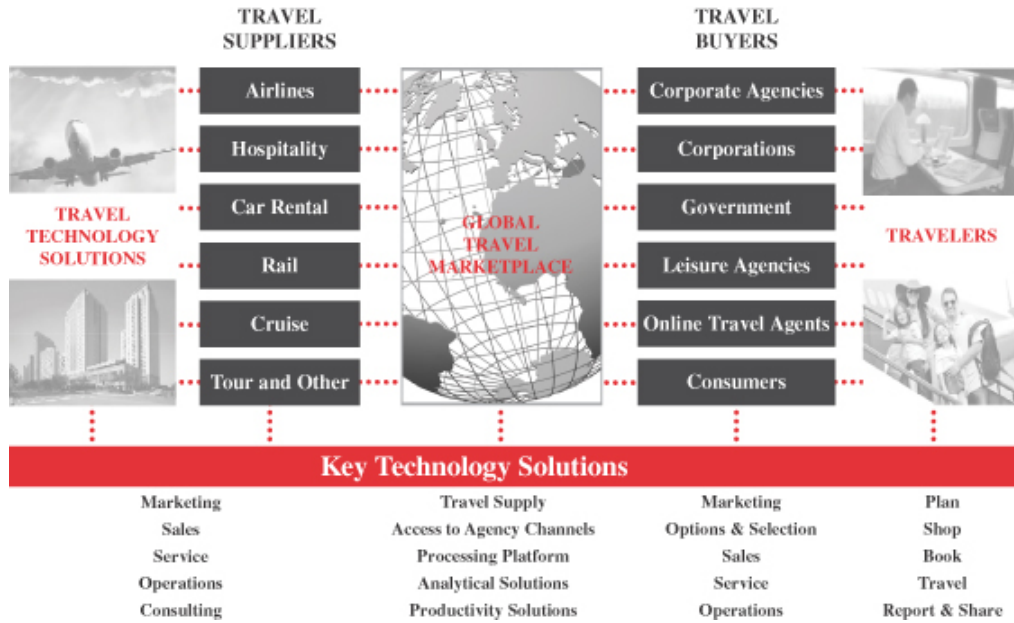 TRAVEL
SUPPLIERS
TRAVEL
BUYERS
Airlines
Hospitality
Car Rental
Rail
Cruise
Tour and Other
TRAVEL
TECHNOLOGY
SOLUTIONS
GLOBAL
TRAVEL
MARKETPLACE
Corporate Agencies
Corporations
Government
Leisure Agencies
Online Travel Agents
Consumers
TRAVELERS
Key Technology Solutions
Marketing
Sales
Service
Operations
Consulting
Travel Supply
Access to Agency Channels
Processing Platform
Analytical Solutions
Productivity Solutions
Marketing
Options & Selection
Sales
Service
Operations
Plan
Shop
Book
Travel
Report & Share